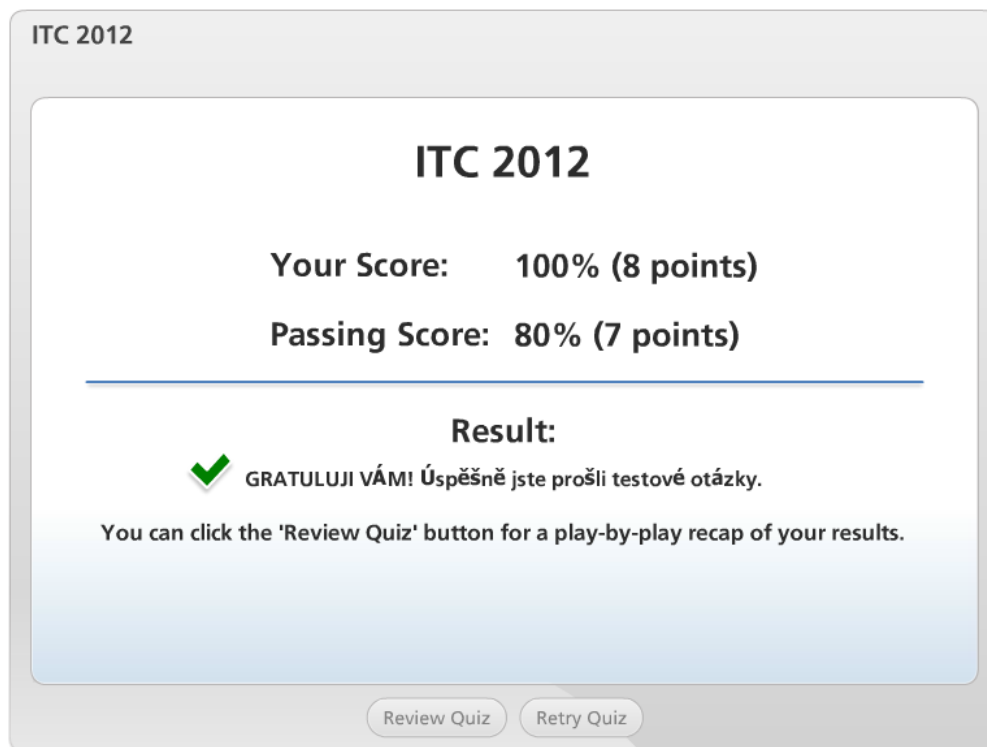 ITC 2012
ITC 2012
Your Score: 100% (8 points)
Passing Score: 80% (7 points)
Result:
GRATULUJI VÁM! Úspěšně jste prošli testové otázky.
You can click the 'Review Quiz' button for a play-by-play recap of your results.
Review Quiz Retry Quiz